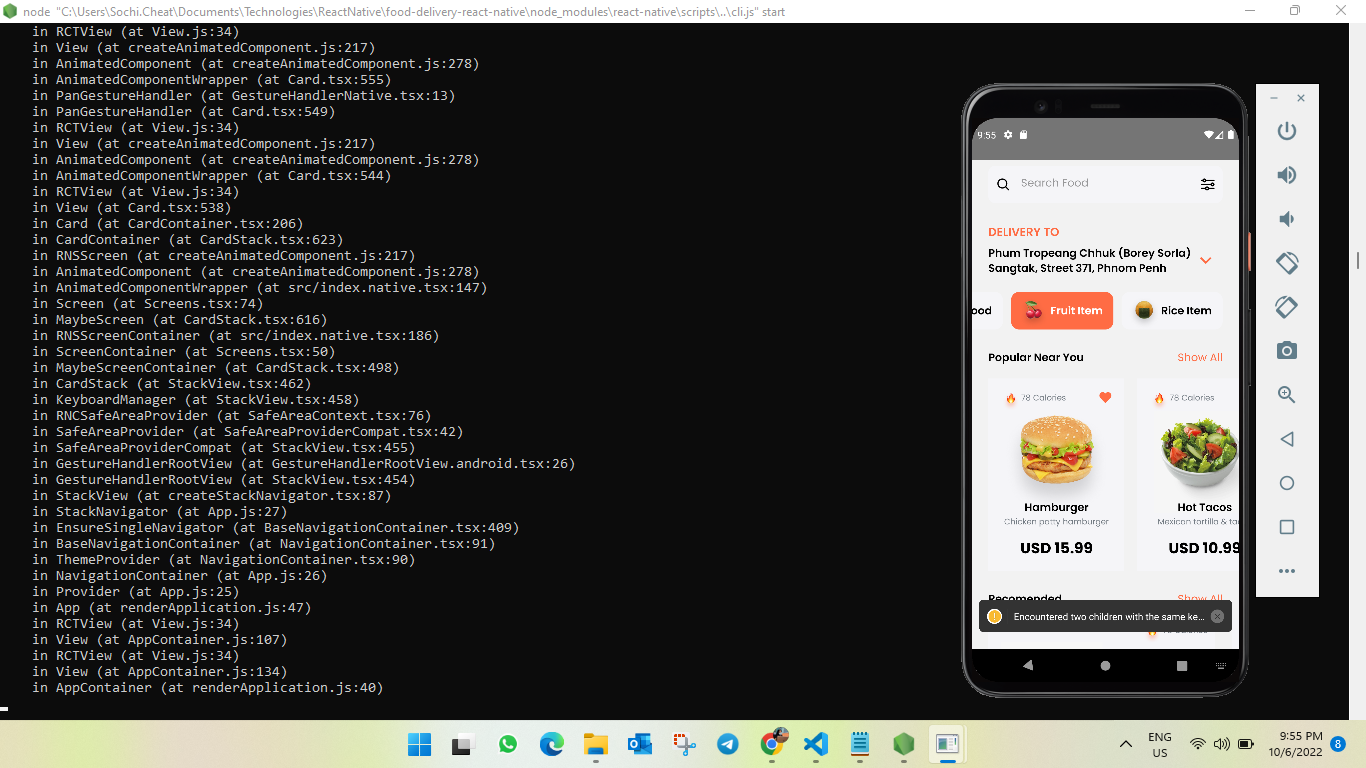 node "C:\Users\Sochi.Cheat\Documents\Technologies\ReactNative\food-delivery-react-native\node_modules\react-native\scripts\..\cli.js" start
in RCTView (at View.js:34)
in View (at createAnimatedComponent.js:217)
in AnimatedComponent (at createAnimatedComponent.js:278)
in AnimatedComponentWrapper (at Card.tsx:555)
in PanGestureHandler (at GestureHandlerNative.tsx:13)
in PanGestureHandler (at Card.tsx:549)
in RCTView (at View.js:34)
in View (at createAnimatedComponent.js:217)
in AnimatedComponent (at createAnimatedComponent.js:278)
in AnimatedComponentWrapper (at Card.tsx:544)
in RCTView (at View.js:34)
in View (at Card.tsx:538)
in Card (at CardContainer.tsx:206)
in CardContainer (at CardStack.tsx:623)
in RNSScreen (at createAnimatedComponent.js:217)
in AnimatedComponent (at createAnimatedComponent.js:278)
in AnimatedComponentWrapper (at src/index.native.tsx:147)
in Screen (at Screens.tsx:74)
in MaybeScreen (at CardStack.tsx:616)
in RNSScreenContainer (at src/index.native.tsx:186)
in ScreenContainer (at Screens.tsx:50)
in MaybeScreenContainer (at CardStack.tsx:498)
in CardStack (at StackView.tsx:462)
in KeyboardManager (at StackView.tsx:458)
in RNCSafeAreaProvider (at SafeAreaContext.tsx:76)
in SafeAreaProvider (at SafeAreaProviderCompat.tsx:42)
in SafeAreaProviderCompat (at StackView.tsx:455)
in GestureHandlerRootView (at GestureHandlerRootView.android.tsx:26)
in GestureHandlerRootView (at StackView.tsx:454)
in StackView (at createStackNavigator.tsx:87)
in StackNavigator (at App.js:27)
in EnsureSingleNavigator (at BaseNavigationContainer.tsx:409)
in BaseNavigationContainer (at NavigationContainer.tsx:91)
in ThemeProvider (at NavigationContainer.tsx:90)
in NavigationContainer (at App.js:26)
in Provider (at App.js:25)
in App (at renderApplication.js:47)
in RCTView (at View.js:34)
in View (at AppContainer.js:107)
in RCTView (at View.js:34)
in View (at AppContainer.js:134)
in AppContainer (at renderApplication.js:40)
9:55
Search Food
DELIVERY TO
Phum Tropeang Chhuk (Borey Sorla)
Sangtak, Street 371, Phnom Penh
ood
Fruit Item
Rice Item
Popular Near You
Show All
78 Calories
78 Calories
Hamburger
Hot Tacos
Chicken patty hamburger
Mexican tortilla & ta
USD 15.99
USD 10.99
Recomended
Show All
Encountered two children with the same ke...
ENG
US
9:55 PM
10/6/2022
8